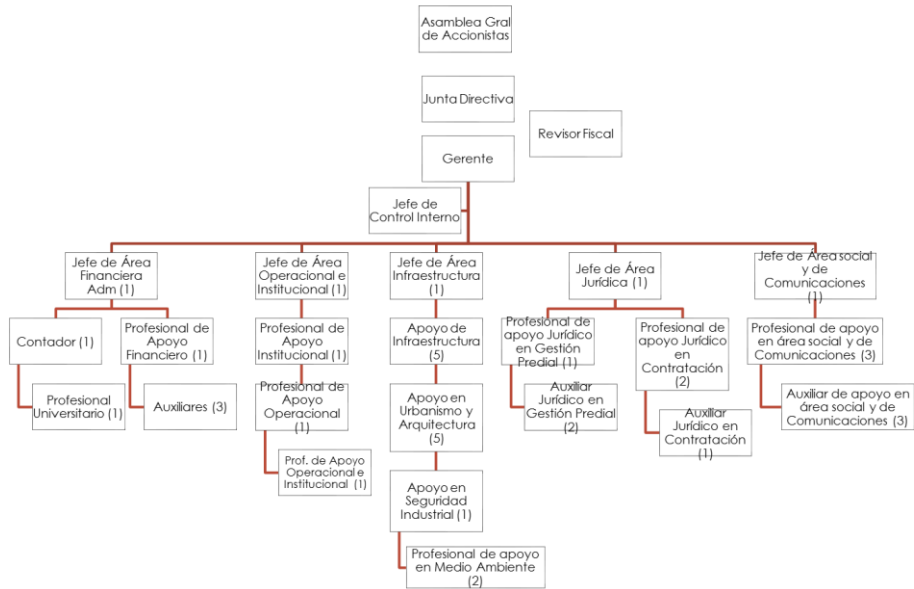 Asamblea Gral
de Accionistas
Junta Directiva
Revisor Fiscal
Gerente
Jefe de
Control Interno
Jefe de Área
Financiera
Adm (1)
Jefe de Área
Operacional e
Institucional (1)
Jefe de Área
Infraestructura
(1)
Jefe de Área
Jurídica (1)
Jefe de Área social
y de
Comunicaciones
(1)
Contador (1)
Profesional de
Apoyo
Financiero (1)
Profesional de
Apoyo
Institucional (1)
Apoyo de
Infraestructura
(5)
Profesional de
apoyo Jurídico
en Gestión
Predial (1)
Profesional de
apoyo Jurídico
en
Contratación
(2)
Profesional de apoyo
en área social y de
Comunicaciones (3)
Profesional
Universitario (1)
Auxiliares (3)
Profesional de
Apoyo
Operacional
(1)
Apoyo en
Urbanismo y
Arquitectura
(5)
Auxiliar
Jurídico en
Gestión Predial
(2)
Auxiliar
Jurídico en
Contratación
(1)
Auxiliar de apoyo en
área social y de
Comunicaciones (3)
Prof. de Apoyo
Operacional e
Institucional (1)
Apoyo en
Seguridad
Industrial (1)
Profesional de apoyo
en Medio Ambiente
(2)